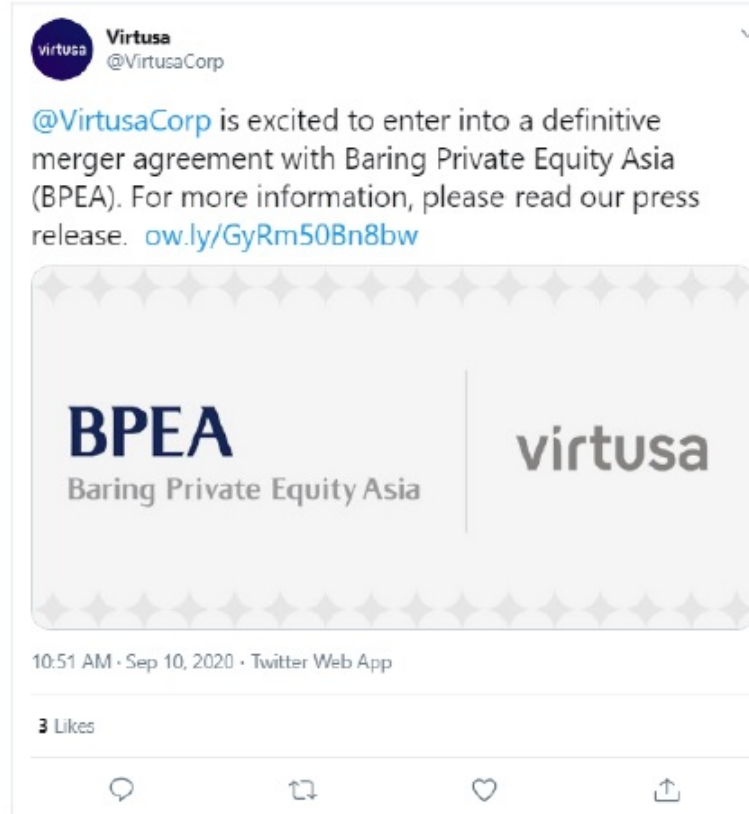 virtusa
Virtusa
@VirtusaCorp
@VirtusaCorp is excited to enter into a definitive
merger agreement with Baring Private Equity Asia
(BPEA). For more information, please read our press
release.  ow.ly/GyRm50Bn8bw
BPEA
Baring Private Equity Asia
virtusa
10:51 AM · Sep 10, 2020 · Twitter Web App
3 Likes